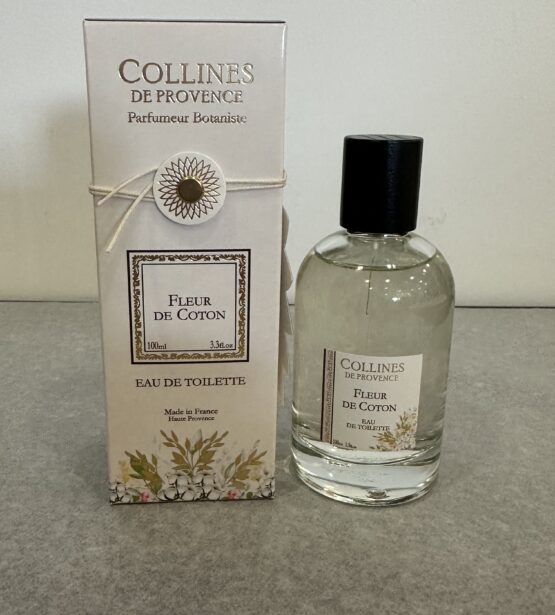 COLLINES
DE PROVENCE
Parfumeur Botaniste
FLEUR
DE COTON
100ml 3.3fl.oz
EAU DE TOILETTE
Made in France
Haute Provence
COLLINES
DE PROVENCE
FLEUR
DE COTON
EAU
DE TOILETTE